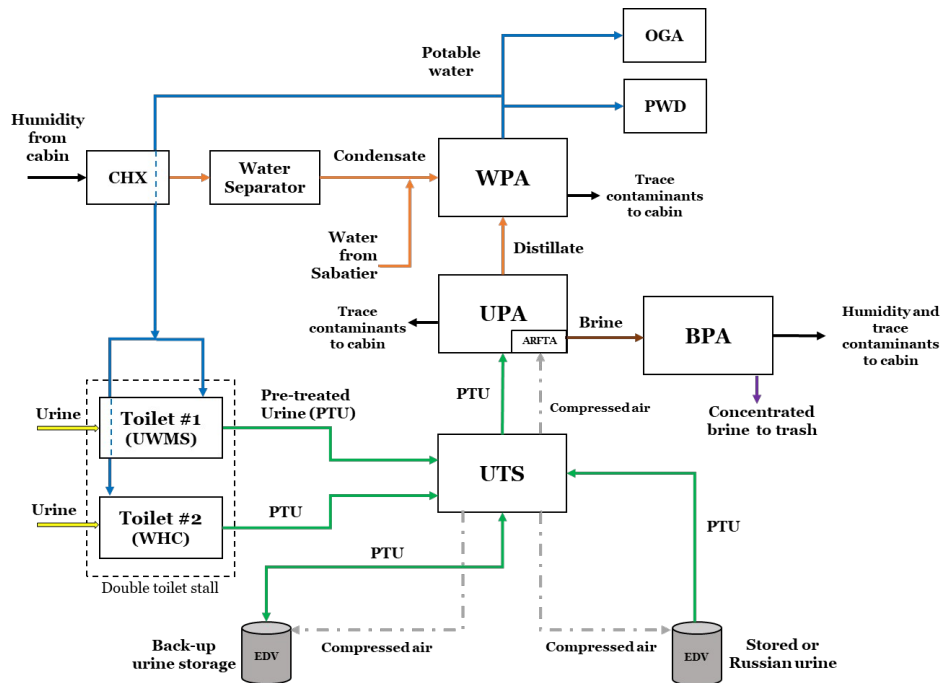 Potable
water
OGA
PWD
Humidity
from
cabin
CHX
Water
Separator
Condensate
WPA
Trace
contaminants
to cabin
Water
from
Sabatier
Distillate
Trace
contaminants
to cabin
UPA
ARFTA
Brine
BPA
Humidity and
trace
contaminants
to cabin
PTU
Compressed air
Concentrated
brine to trash
Urine
Toilet #1
(UWMS)
Pre-treated
Urine (PTU)
UTS
Urine
Toilet #2
(WHC)
PTU
PTU
PTU
Double toilet stall
Back-up
urine storage
EDV
Compressed air
Compressed air
EDV
Stored or
Russian urine